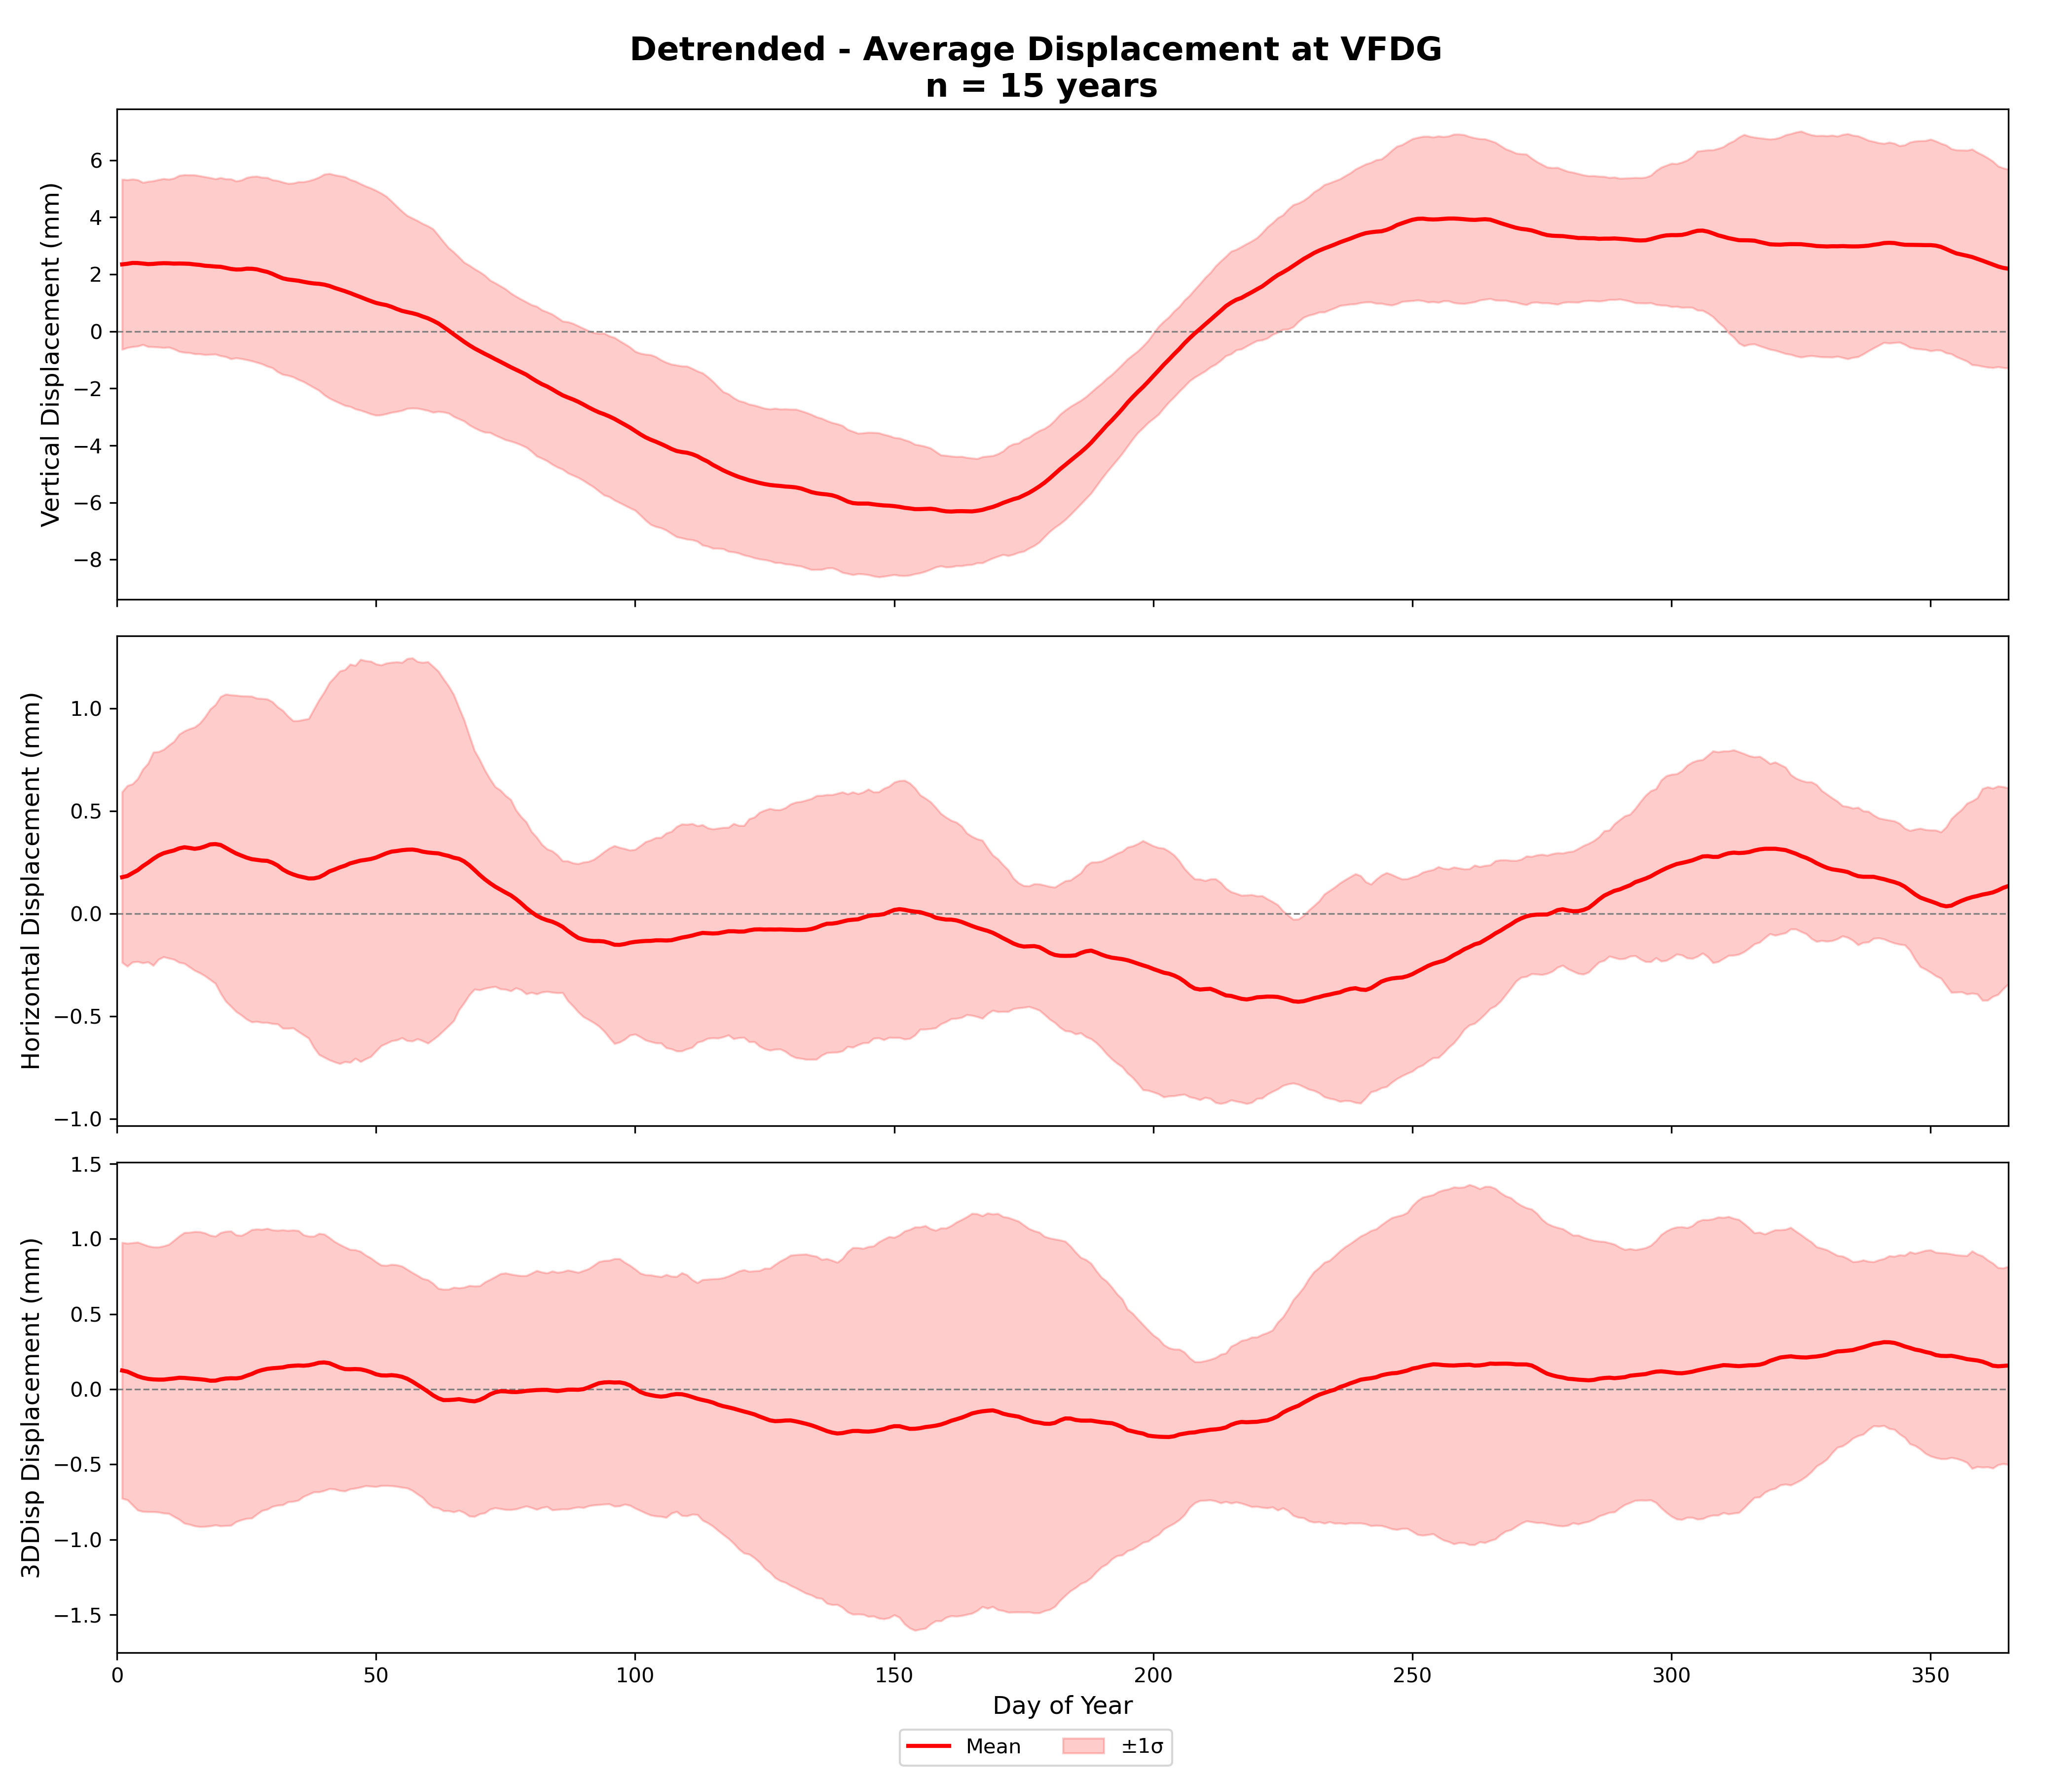 Detrended - Average Displacement at VFDG
n = 15 years
Vertical Displacement (mm)
6
4
2
0
−2
−4
−6
−8
Horizontal Displacement (mm)
1.0
0.5
0.0
−0.5
−1.0
3DDisp Displacement (mm)
1.5
1.0
0.5
0.0
−0.5
−1.0
−1.5
0 50 100 150 200 250 300 350
Day of Year
Mean ±1σ